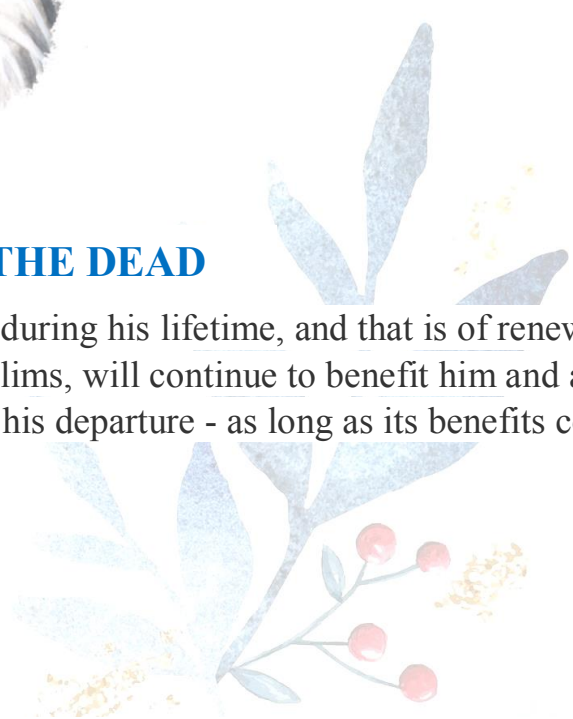 THE DEAD
during his lifetime, and that is of
lims, will continue to benefit him and
his departure - as long as its benefits